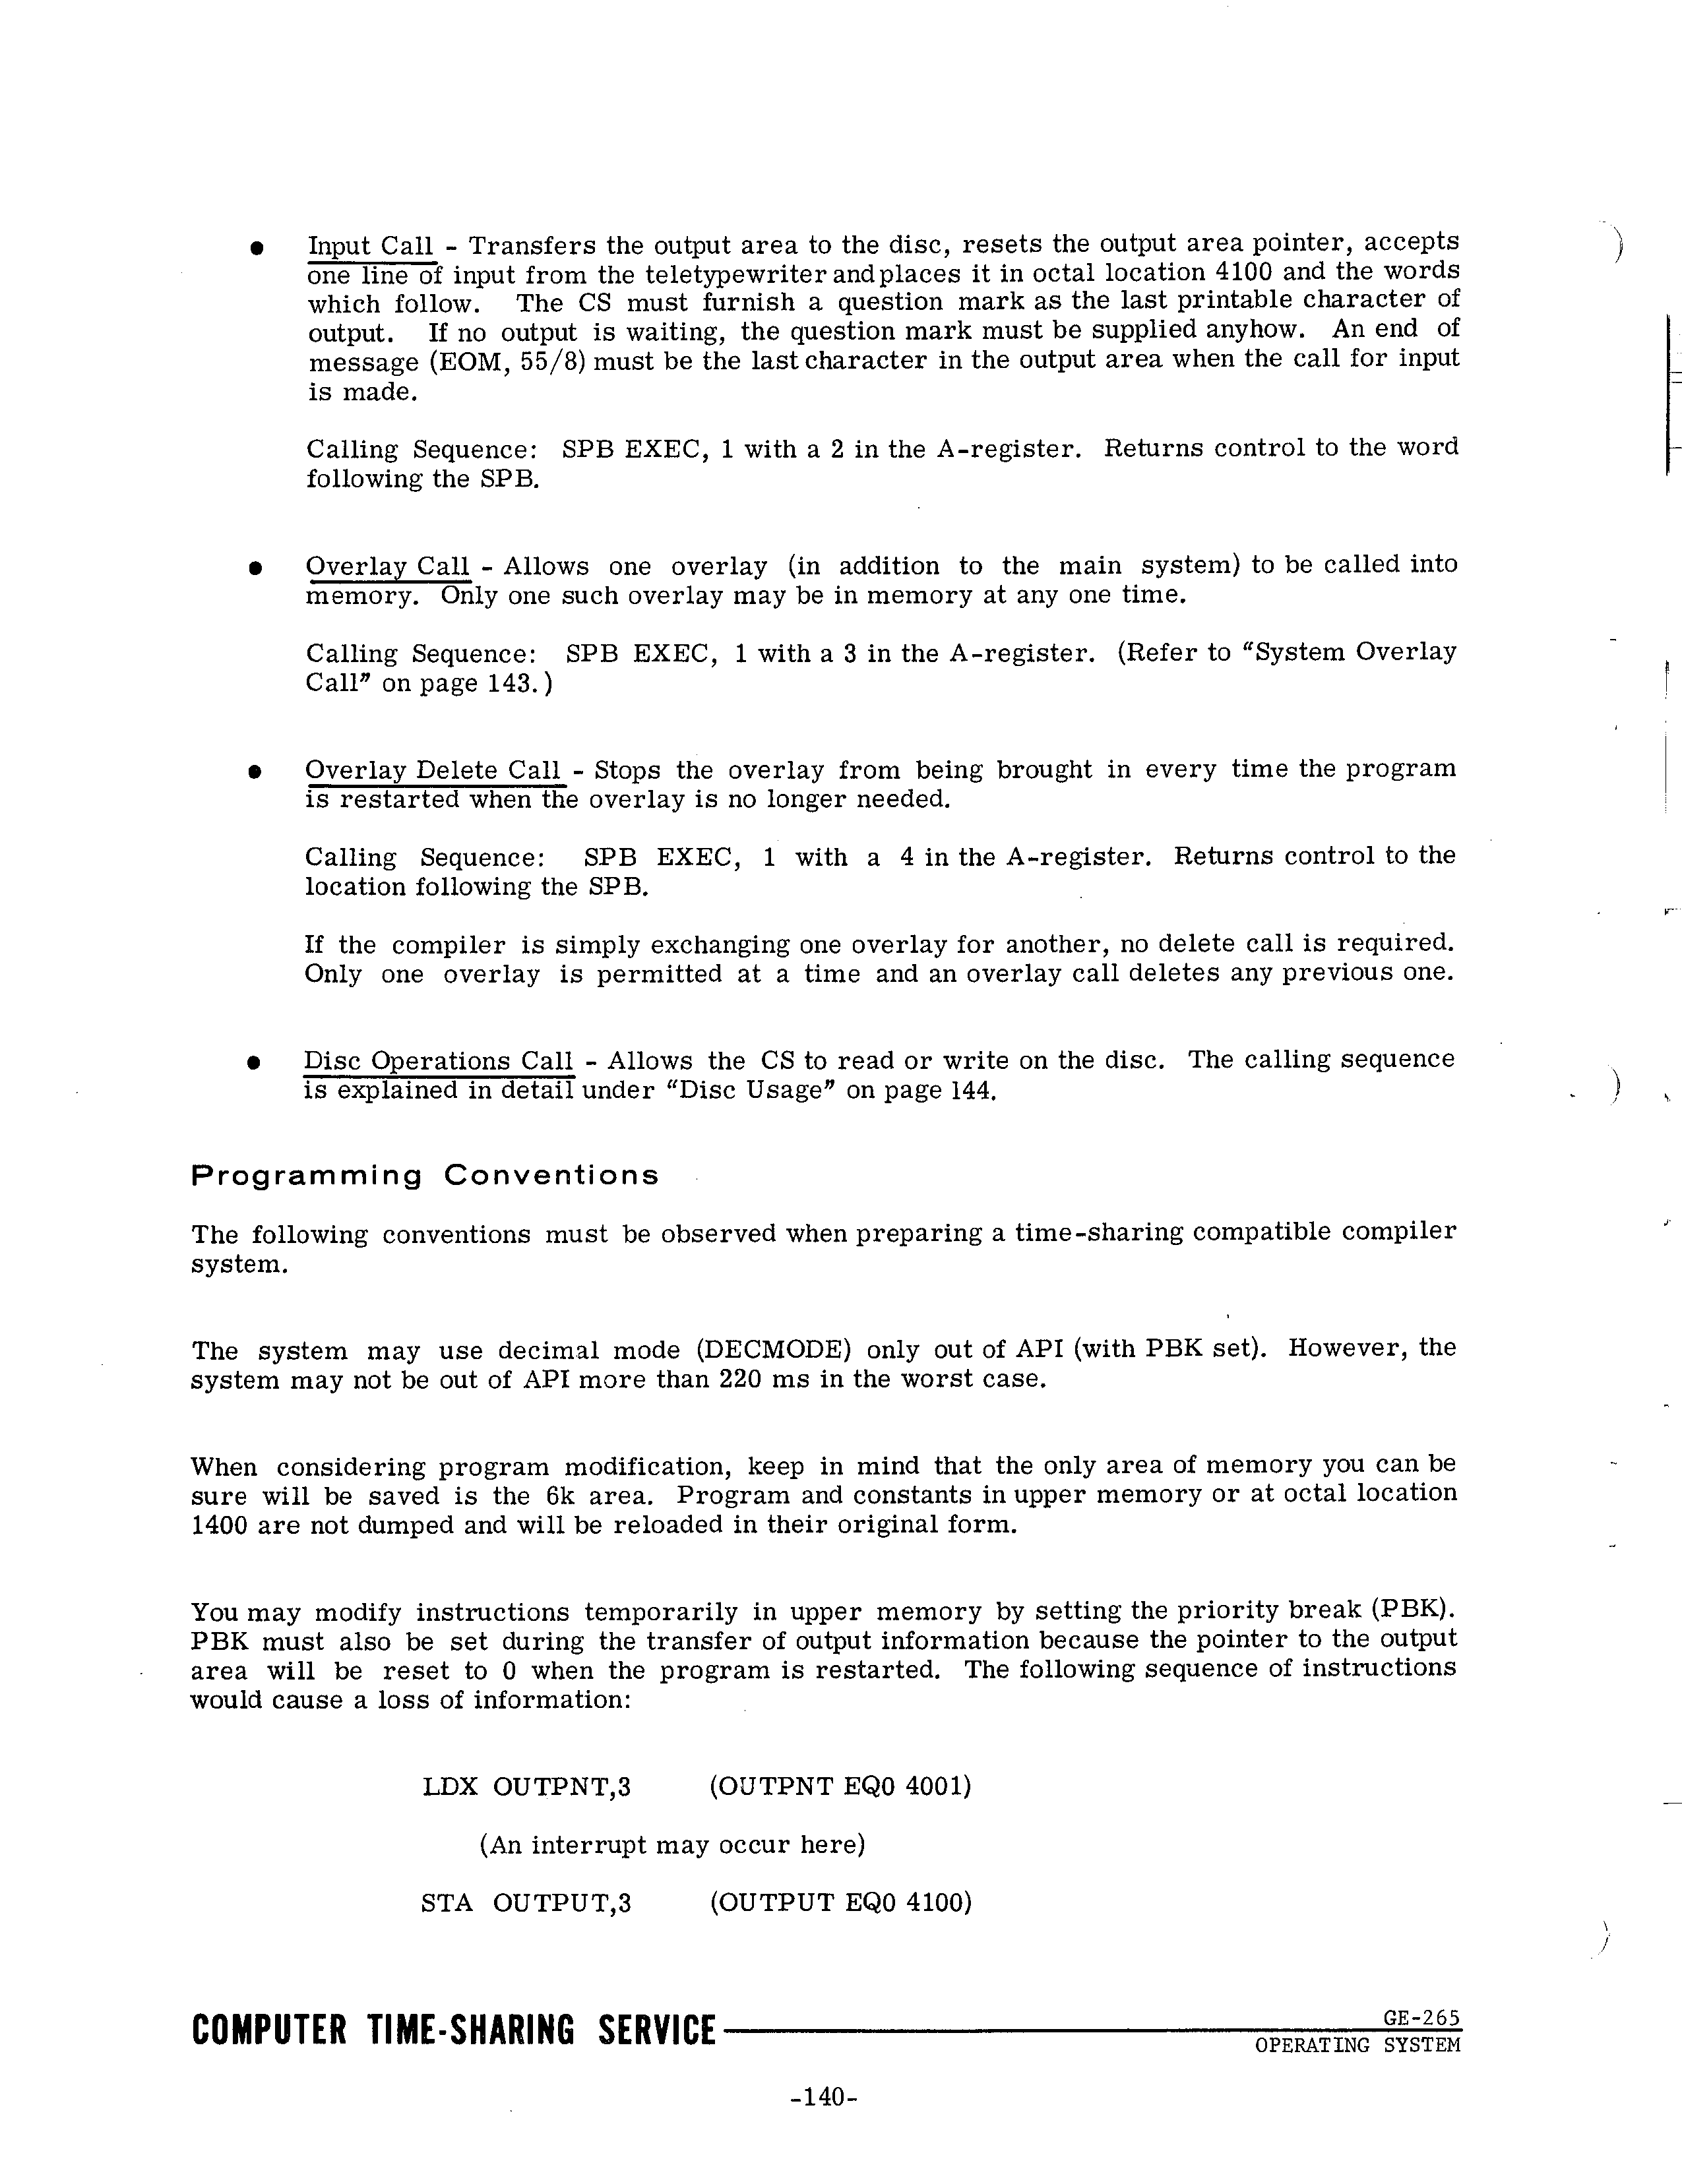 • Input Call - Transfers the output area to the disc, resets the output area pointer, accepts
one line of input from the teletypewriter and places it in octal location 4100 and the words
which follow. The CS must furnish a question mark as the last printable character of
output. If no output is waiting, the question mark must be supplied anyhow. An end of
message (EOM, 55/8) must be the last character in the output area when the call for input
is made.
Calling Sequence: SPB EXEC, 1 with a 2 in the A-register. Returns control to the word
following the SPB.
• Overlay Call - Allows one overlay (in addition to the main system) to be called into
memory. Only one such overlay may be in memory at any one time.
Calling Sequence: SPB EXEC, 1 with a 3 in the A-register. (Refer to "System Overlay
Call" on page 143.)
• Overlay Delete Call - Stops the overlay from being brought in every time the program
is restarted when the overlay is no longer needed.
Calling Sequence: SPB EXEC, 1 with a 4 in the A-register. Returns control to the
location following the SPB.
If the compiler is simply exchanging one overlay for another, no delete call is required.
Only one overlay is permitted at a time and an overlay call deletes any previous one.
• Disc Operations Call - Allows the CS to read or write on the disc. The calling sequence
is explained in detail under "Disc Usage" on page 144.
Programming Conventions
The following conventions must be observed when preparing a time-sharing compatible compiler
system.
The system may use decimal mode (DECMODE) only out of API (with PBK set). However, the
system may not be out of API more than 220 ms in the worst case.
When considering program modification, keep in mind that the only area of memory you can be
sure will be saved is the 6k area. Program and constants in upper memory or at octal location
1400 are not dumped and will be reloaded in their original form.
You may modify instructions temporarily in upper memory by setting the priority break (PBK).
PBK must also be set during the transfer of output information because the pointer to the output
area will be reset to 0 when the program is restarted. The following sequence of instructions
would cause a loss of information:
LDX OUTPNT,3 (OUTPNT EQ0 4001)
(An interrupt may occur here)
STA OUTPUT,3 (OUTPUT EQ0 4100)
COMPUTER TIME-SHARING SERVICE
GE-265
OPERATING SYSTEM
-140-